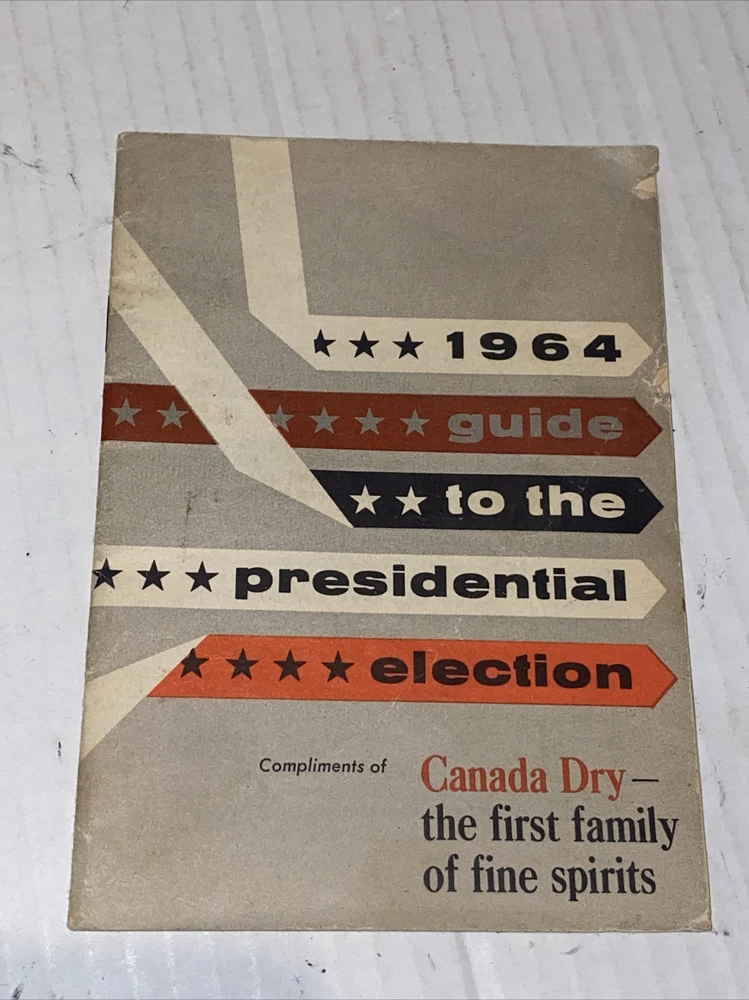 1964
guide
to the
presidential
election
Compliments of
Canada Dry—
the first family
of fine spirits